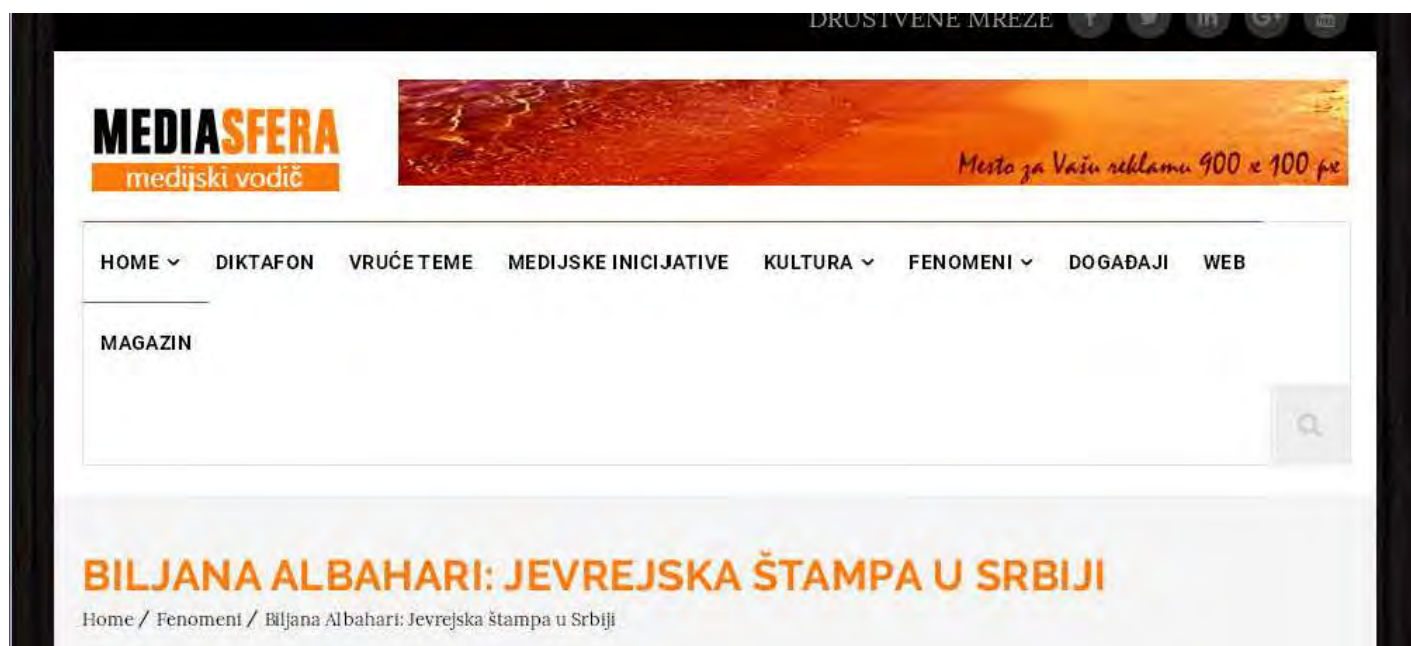 DRUŠTVENE MREŽE
MEDIASFERA
medijski vodič
Mesto za Vašu reklamu 900 x 100 px
HOME DIKTAFON VRUĆE TEME MEDIJSKE INICIJATIVE KULTURA FENOMENI DOGAĐAJI WEB
MAGAZIN
BILJANA ALBAHARI: JEVREJSKA ŠTAMPA U SRBIJI
Home / Fenomeni / Biljana Albahari: Jevrejska štampa u Srbiji